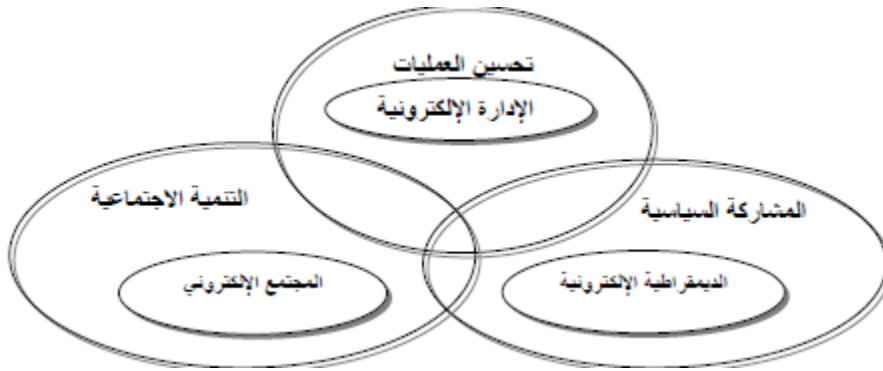 تحسين العمليات
الإدارة الإلكترونية
المشاركة السياسية
التنمية الاجتماعية
الديمقراطية الإلكترونية
المجتمع الإلكتروني